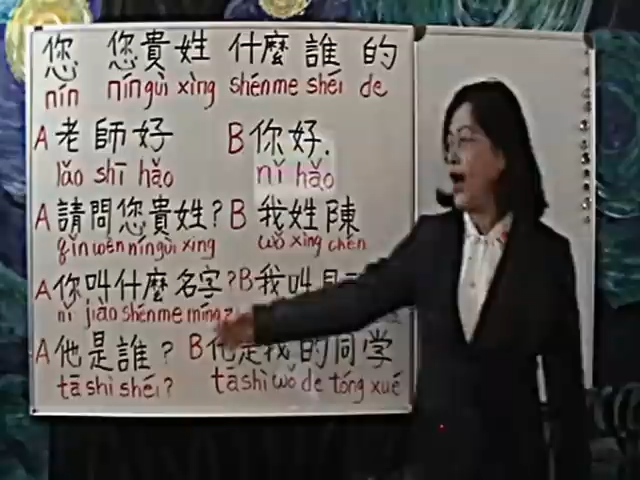 您 您貴姓 什麼 誰 的
nín nínguì xìng shénme shéi de
A 老師好 B 你好.
lǎo shī hǎo nǐ hǎo
A 請問您貴姓? B 我姓陳
qǐng wèn nínguì xìng wǒ xìng chén
A 你叫什麼名字? B 我叫
nǐ jiào shénme míng
A 他是誰? B 他是我的同学
tā shì shéi? tā shì wǒ de tóng xué